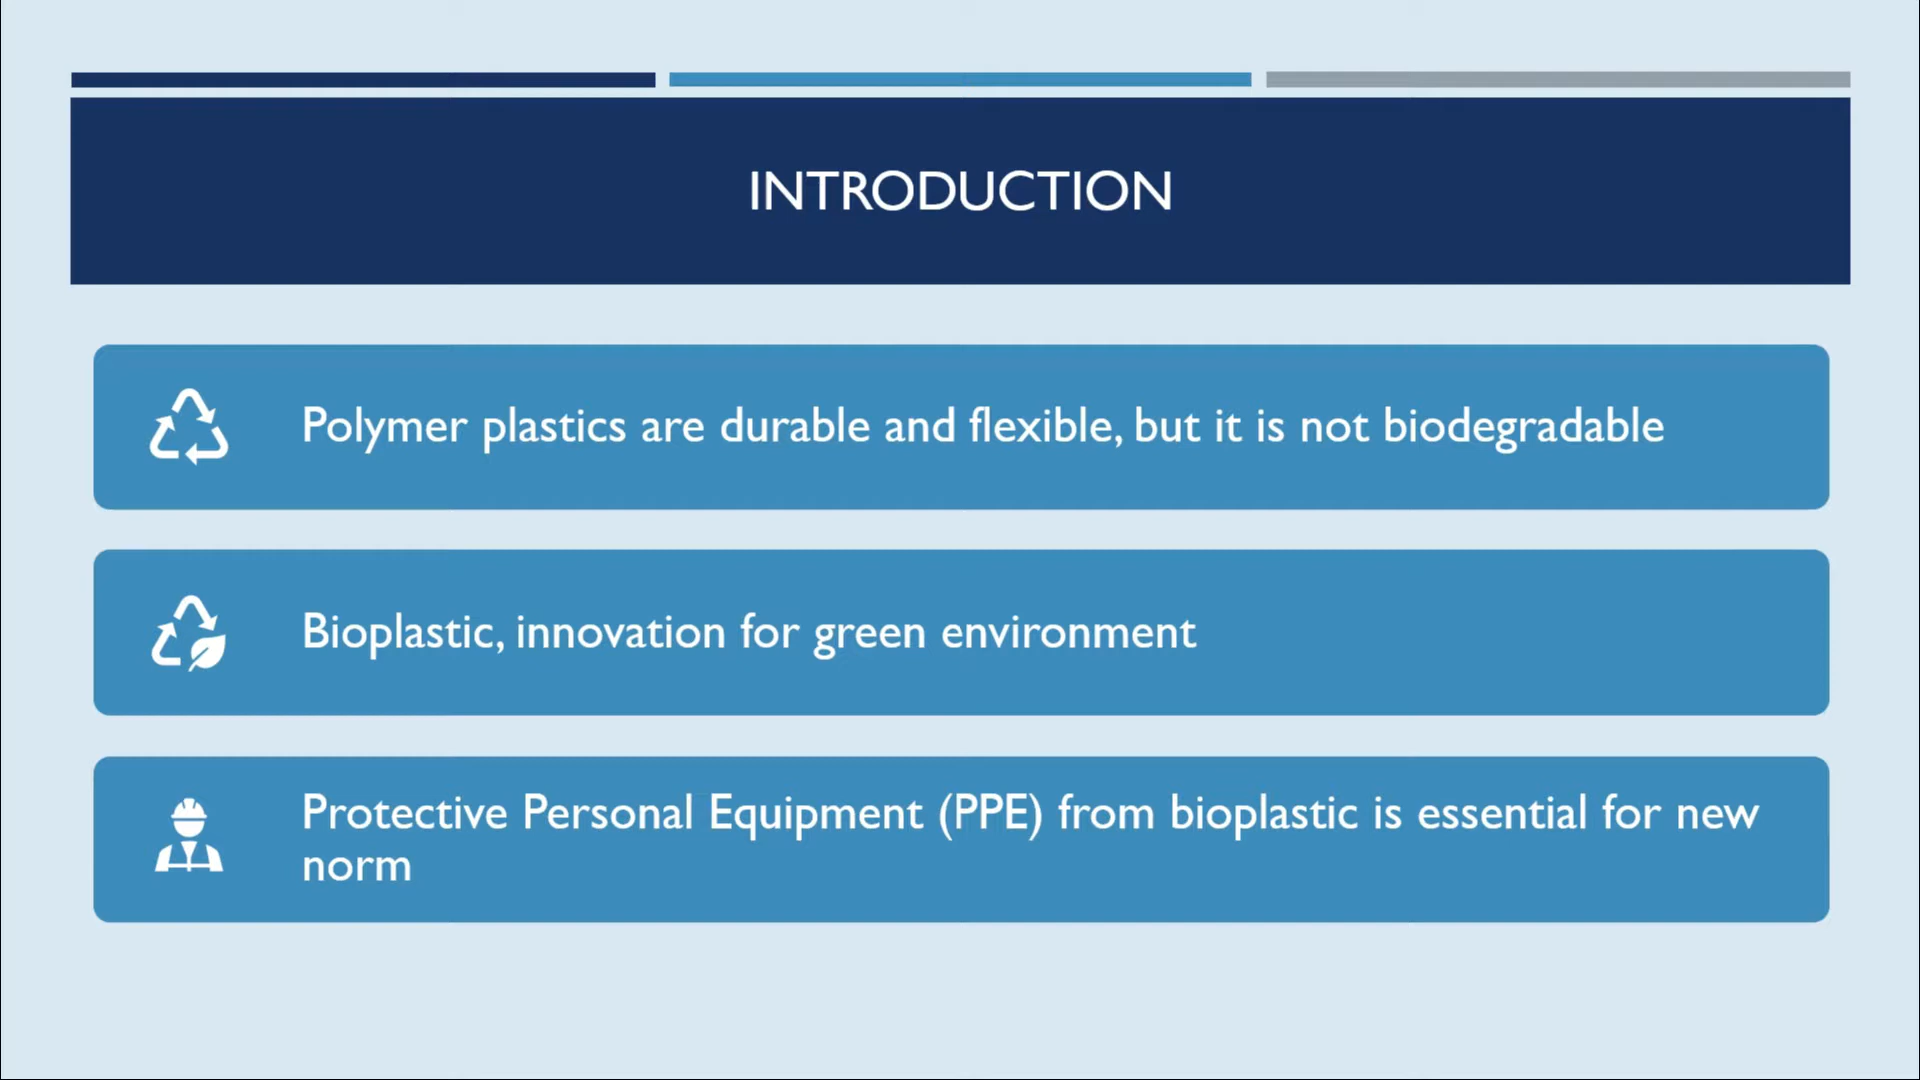 INTRODUCTION
Polymer plastics are durable and flexible, but it is not biodegradable
Bioplastic, innovation for green environment
Protective Personal Equipment (PPE) from bioplastic is essential for new
norm